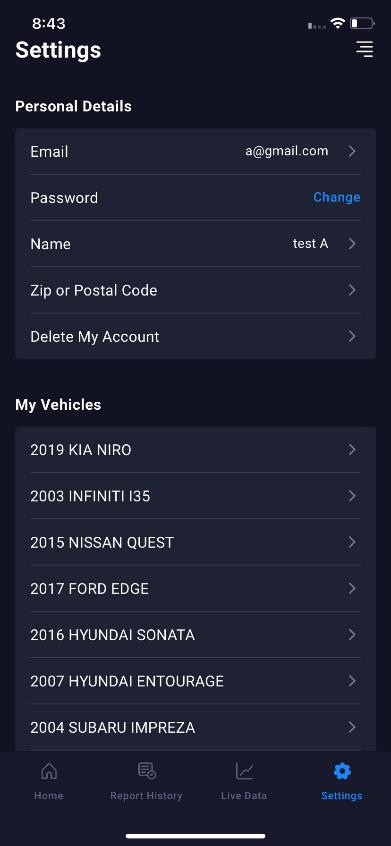 8:43
Settings
Personal Details
Email a@gmail.com
Password Change
Name test A
Zip or Postal Code
Delete My Account
My Vehicles
2019 KIA NIRO
2003 INFINITI I35
2015 NISSAN QUEST
2017 FORD EDGE
2016 HYUNDAI SONATA
2007 HYUNDAI ENTOURAGE
2004 SUBARU IMPREZA
Home Report History Live Data Settings